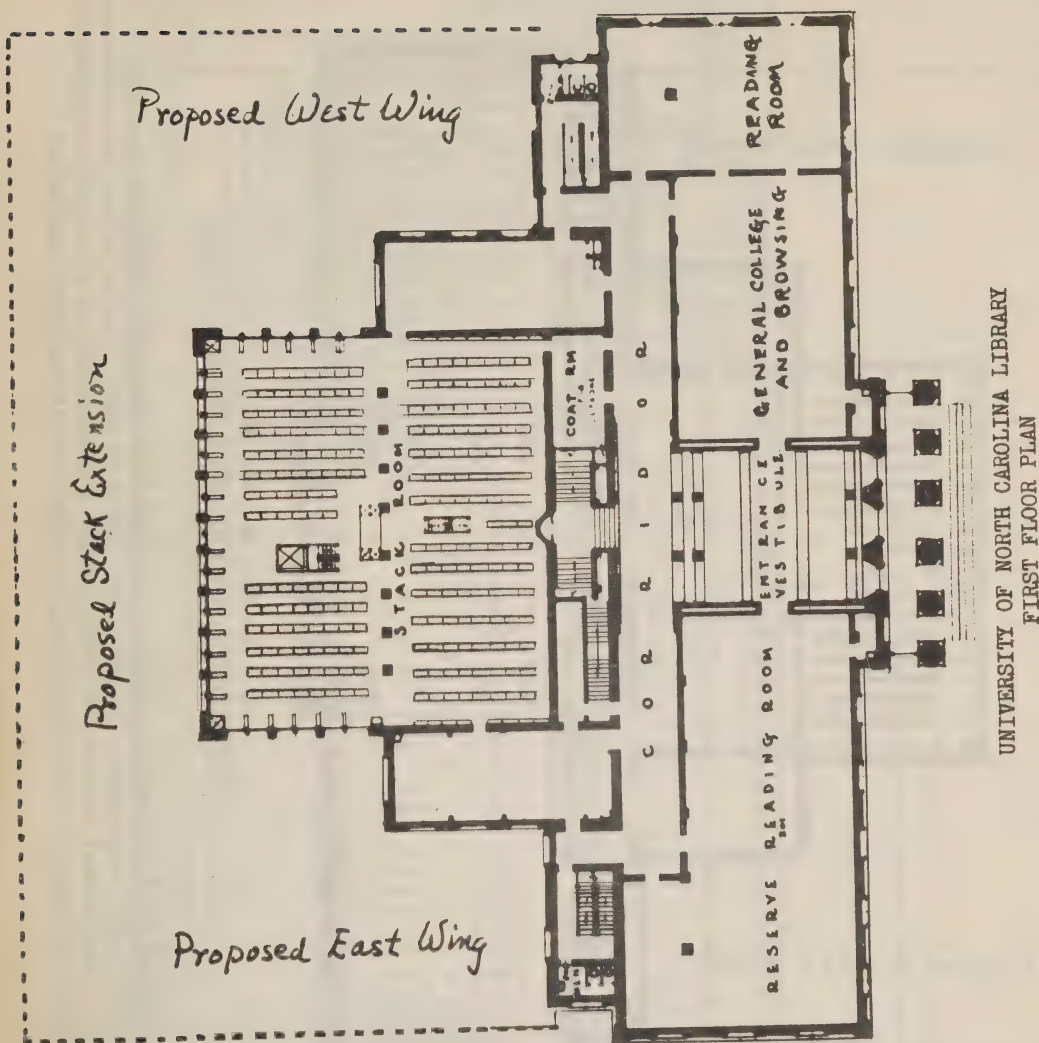 Proposed West Wing
Proposed Stack Extension
Proposed East Wing
STACK ROOM
COAT RM
CORRIDOR
READING
ROOM
GENERAL COLLEGE
AND BROWSING
ENTRANCE
VESTIBULE
RESERVE READING ROOM
RM
UNIVERSITY OF NORTH CAROLINA LIBRARY
FIRST FLOOR PLAN